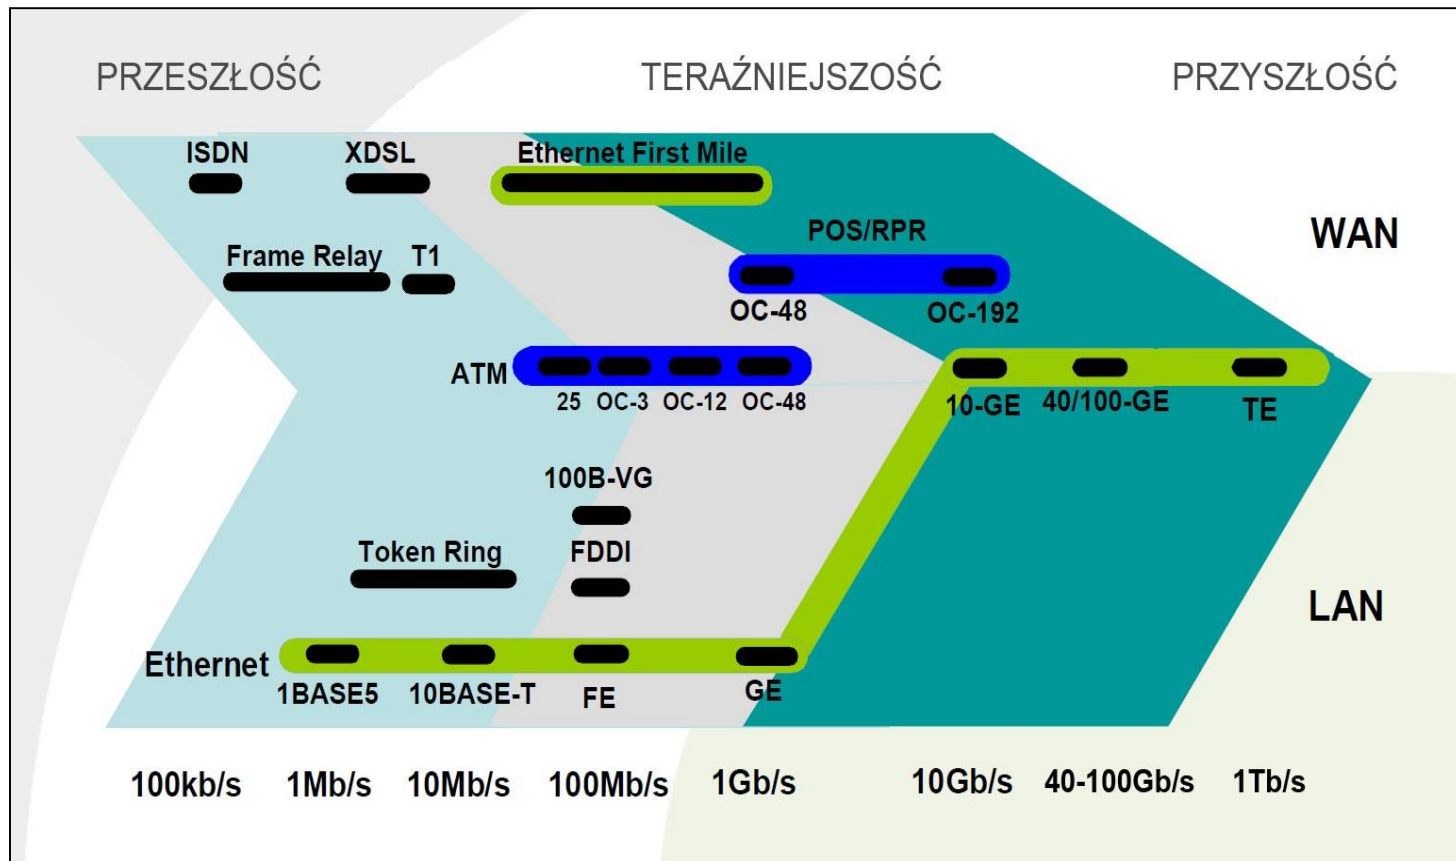 PRZESZŁOŚĆ TERAŹNIEJSZOŚĆ PRZYSZŁOŚĆ
ISDN XDSL Ethernet First Mile
POS/RPR WAN
Frame Relay T1
OC-48 OC-192
ATM
25 OC-3 OC-12 OC-48 10-GE 40/100-GE TE
100B-VG
Token Ring FDDI
LAN
Ethernet
1BASE5 10BASE-T FE GE
100kb/s 1Mb/s 10Mb/s 100Mb/s 1Gb/s 10Gb/s 40-100Gb/s 1Tb/s